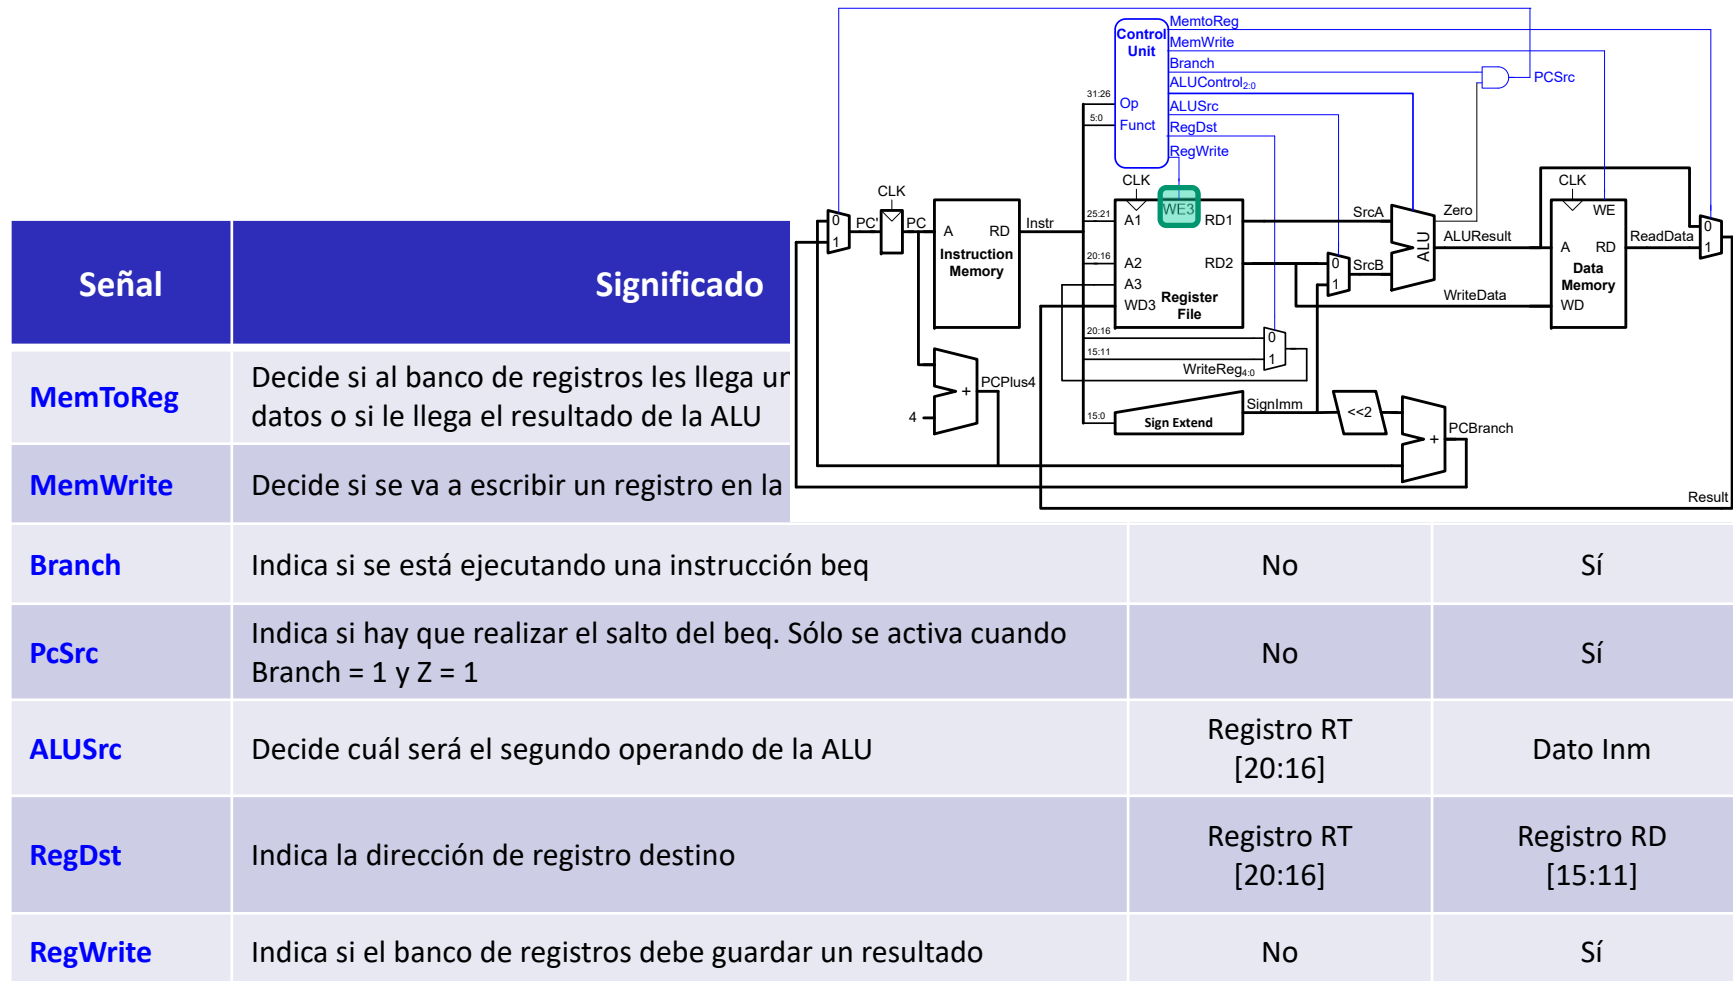 MemtoReg
Control
Unit
MemWrite
Branch
PCSrc
ALUControl2:0
31:26
Op
ALUSrc
5:0
Funct
RegDst
RegWrite
CLK
CLK
CLK
0
1
PC'
PC
A
RD
Instr
Instruction
Memory
25:21
A1
WE3
RD1
SrcA
Zero
WE
0
1
ALU
ALUResult
A
RD
ReadData
20:16
A2
RD2
0
1
SrcB
Data
Memory
A3
WD3
Register
File
WriteData
WD
20:16
0
15:11
1
WriteReg4:0
PCPlus4
+
4
SignImm
15:0
Sign Extend
<<2
+
PCBranch
Result
Señal
Significado
MemToReg
Decide si al banco de registros les llega
datos o si le llega el resultado de la ALU
MemWrite
Decide si se va a escribir un registro en la
Branch
Indica si se está ejecutando una instrucción beq
No
Sí
PcSrc
Indica si hay que realizar el salto del beq. Sólo se activa cuando
Branch = 1 y Z = 1
No
Sí
ALUSrc
Decide cuál será el segundo operando de la ALU
Registro RT
[20:16]
Dato Inm
RegDst
Indica la dirección de registro destino
Registro RT
[20:16]
Registro RD
[15:11]
RegWrite
Indica si el banco de registros debe guardar un resultado
No
Sí